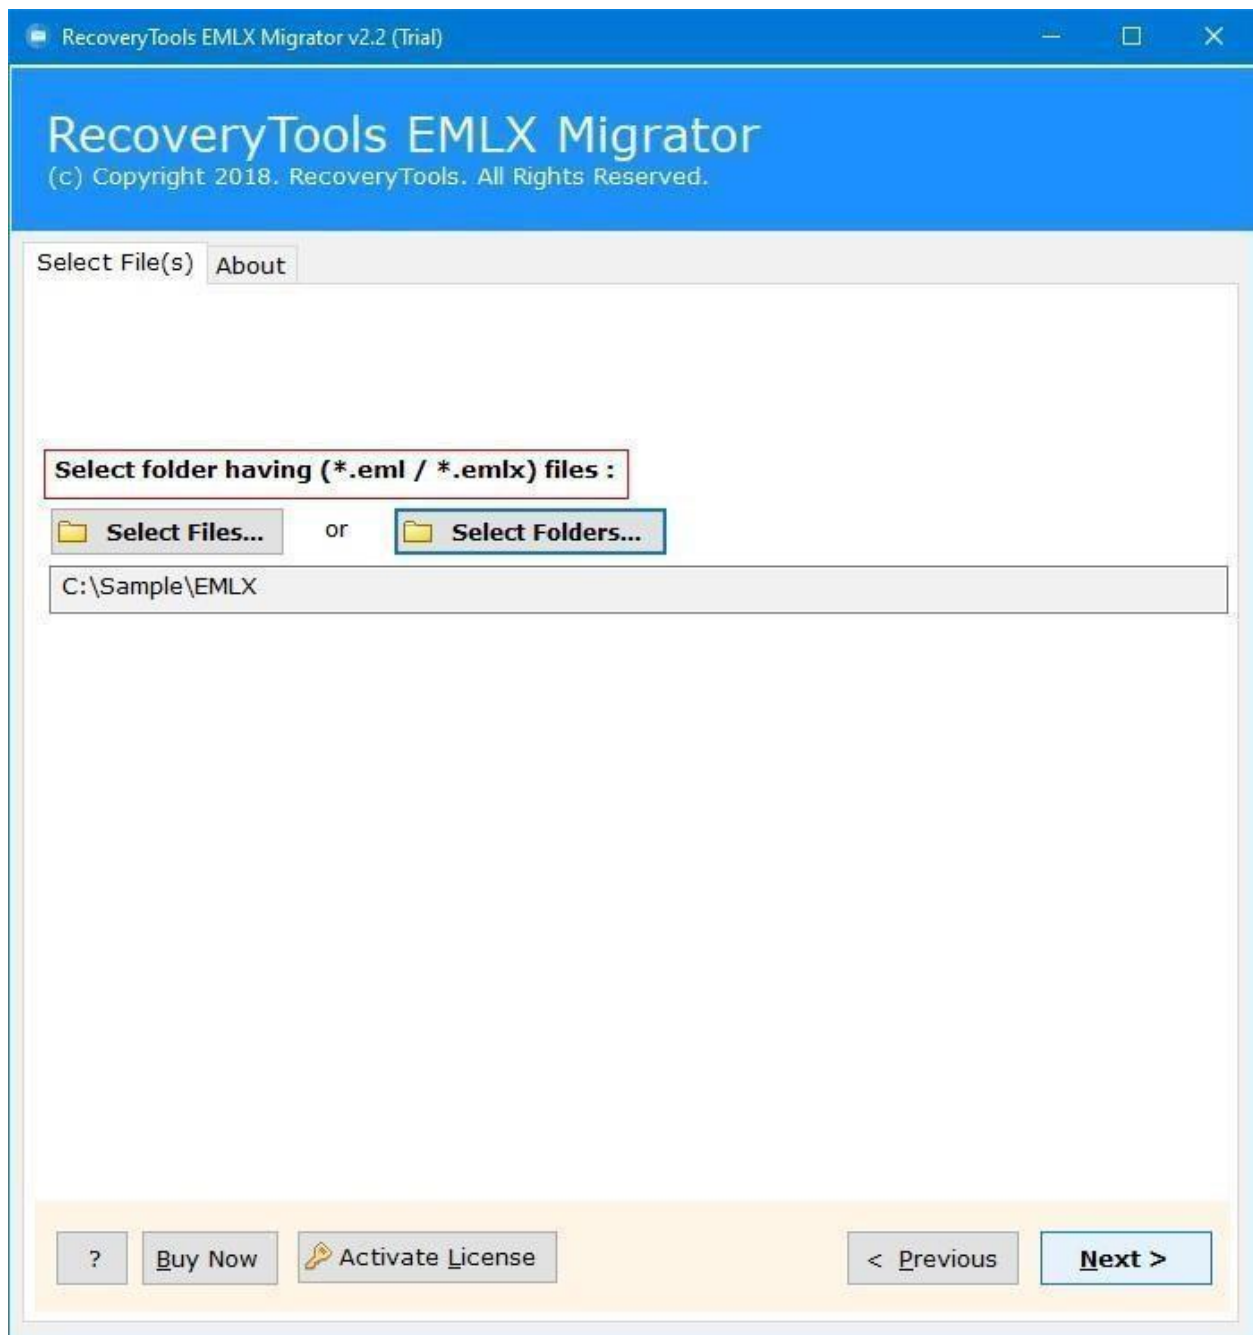 RecoveryTools EMLX Migrator v2.2 (Trial)
RecoveryTools EMLX Migrator
(c) Copyright 2018. RecoveryTools. All Rights Reserved.
Select File(s) About
Select folder having (*.eml / *.emlx) files :
Select Files... or Select Folders...
C:\Sample\EMLX
? Buy Now Activate License < Previous Next >